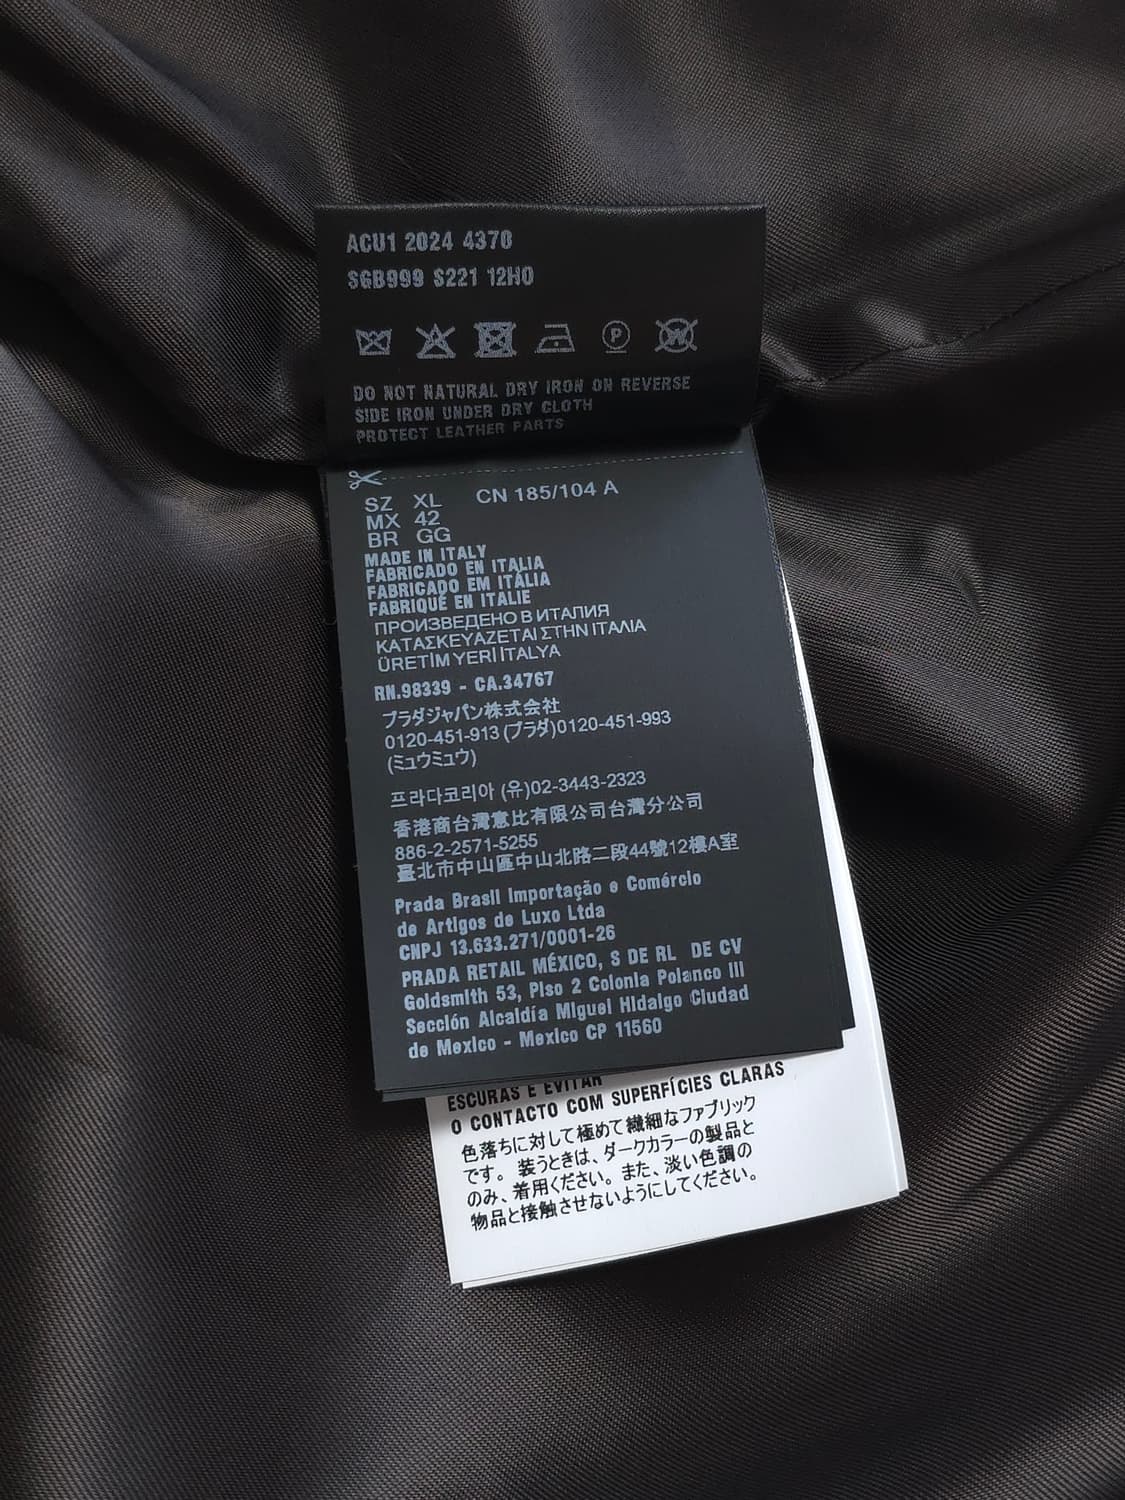 ACU1 2024 4370
SGB999 S221 12H0
P W
DO NOT NATURAL DRY IRON ON REVERSE
SIDE IRON UNDER DRY CLOTH
PROTECT LEATHER PARTS
SZ XL CN 185/104 A
MX 42
BR GG
MADE IN ITALY
FABRICADO EN ITALIA
FABRICADO EM ITÁLIA
FABRIQUÉ EN ITALIE
ПРОИЗВЕДЕНО В ИТАЛИЯ
ΚΑΤΑΣΚΕΥΑΖΕΤΑΙ ΣΤΗΝ ΙΤΑΛΙΑ
ÜRETİM YERİ İTALYA
RN.98339 - CA.34767
プラダジャパン株式会社
0120-451-913 (プラダ)0120-451-993
(ミュウミュウ)
프라다코리아 (유)02-3443-2323
香港商台灣意比有限公司台灣分公司
886-2-2571-5255
臺北市中山區中山北路二段44號12樓A室
Prada Brasil Importação e Comércio
de Artigos de Luxo Ltda
CNPJ 13.633.271/0001-26
PRADA RETAIL MÉXICO, S DE RL DE CV
Goldsmith 53, Piso 2 Colonia Polanco III
Sección Alcaldía Miguel Hidalgo Ciudad
de Mexico - Mexico CP 11560
ESCURAS E EVITAR
O CONTACTO COM SUPERFÍCIES CLARAS
色落ちに対して極めて繊細なファブリック
です。装うときは、ダークカラーの製品と
のみ、着用ください。また、淡い色調の
物品と接触させないようにしてください。